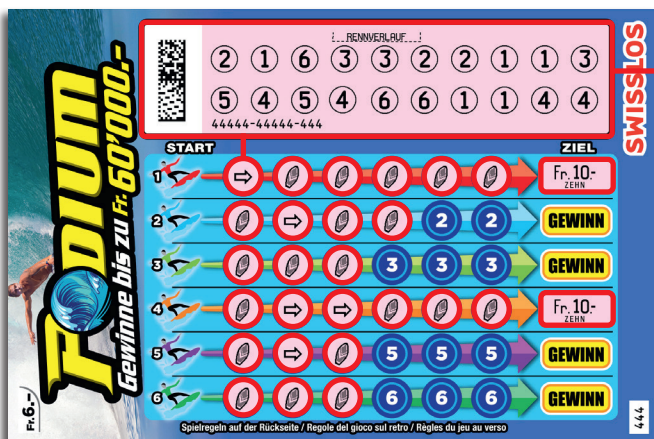 RENNVERLAUF
2 1 6 3 3 2 2 1 1 3
5 4 5 4 6 6 1 1 4 4
44444-44444-444
SWISSLOS
PODIUM
Gewinne bis zu Fr. 60'000.-
Fr. 6.-
START ZIEL
1 Fr. 10.-
ZEHN
2 2 2 GEWINN
3 3 3 3 GEWINN
4 Fr. 10.-
ZEHN
5 5 5 5 GEWINN
6 6 6 6 GEWINN
Spielregeln auf der Rückseite / Regole del gioco sul retro / Règles du jeu au verso
444